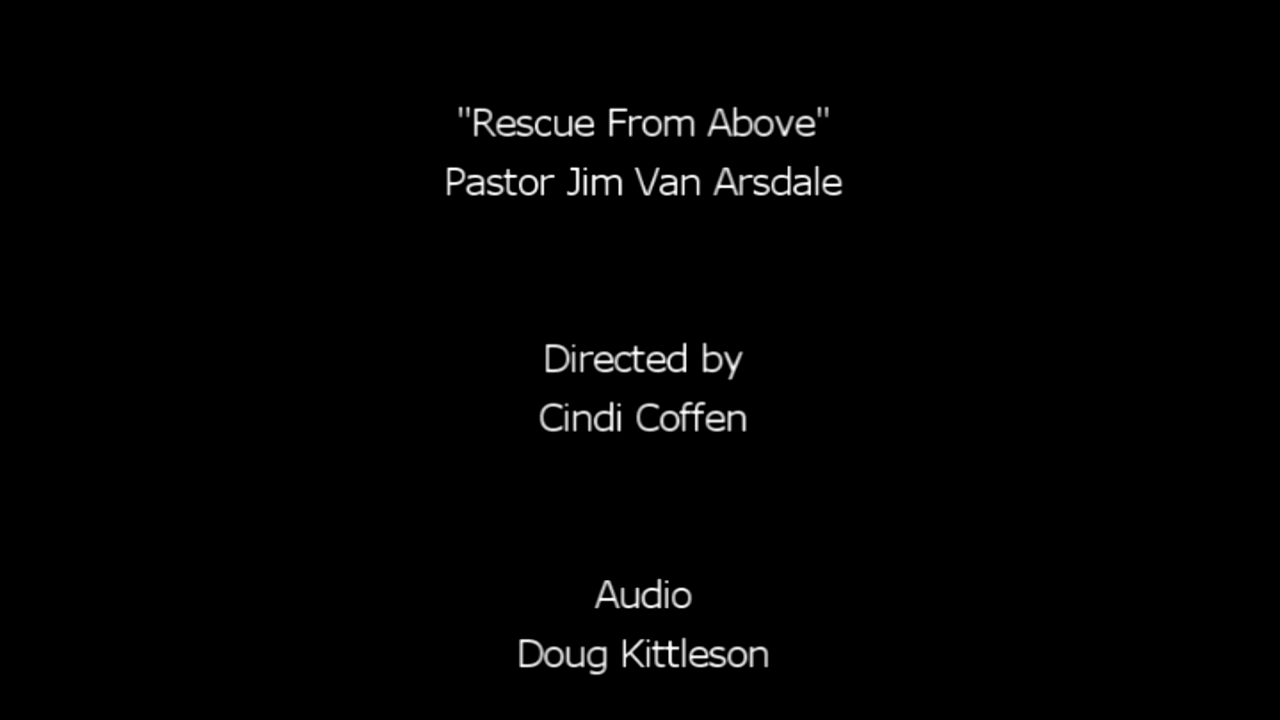 "Rescue From Above"
Pastor Jim Van Arsdale
Directed by
Cindi Coffen
Audio
Doug Kittleson